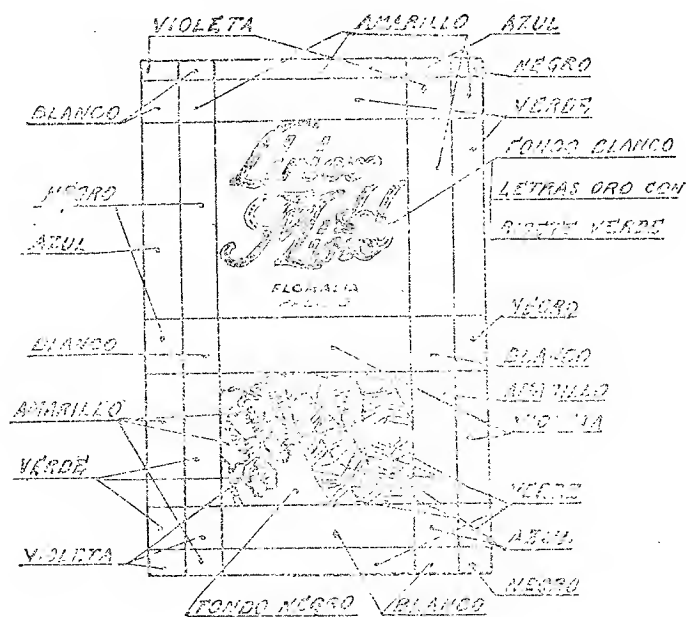 VIOLETA AMARILLO AZUL
NEGRO
BLANCO VERDE
FONDO BLANCO
NEGRO LETRAS ORO CON
AZUL RIBETE VERDE
FLORALIA
NEGRO
BLANCO BLANCO
AMARILLO AMARILLO
VIOLETA
VERDE VERDE
AZUL
VIOLETA
NEGRO
FONDO NEGRO BLANCO